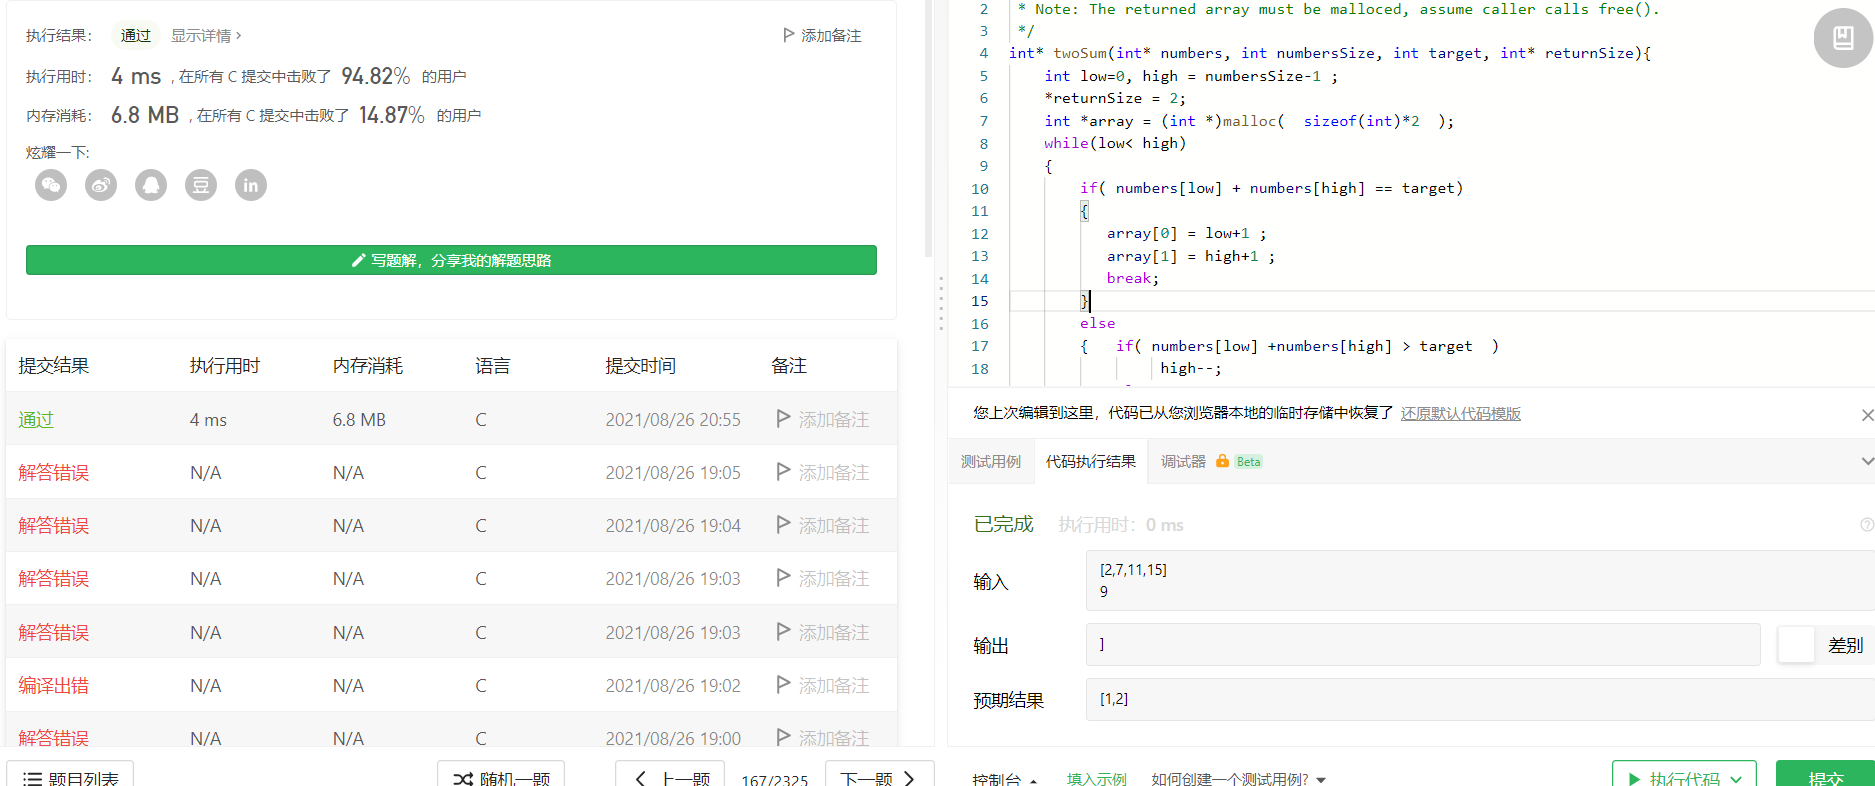 执行结果： 通过 显示详情 › 添加备注
执行用时： 4 ms , 在所有 C 提交中击败了 94.82% 的用户
内存消耗： 6.8 MB , 在所有 C 提交中击败了 14.87% 的用户
炫耀一下:
写题解，分享我的解题思路
提交结果 执行用时 内存消耗 语言 提交时间 备注
通过 4 ms 6.8 MB C 2021/08/26 20:55 添加备注
解答错误 N/A N/A C 2021/08/26 19:05 添加备注
解答错误 N/A N/A C 2021/08/26 19:04 添加备注
解答错误 N/A N/A C 2021/08/26 19:03 添加备注
解答错误 N/A N/A C 2021/08/26 19:03 添加备注
编译出错 N/A N/A C 2021/08/26 19:02 添加备注
解答错误 N/A N/A C 2021/08/26 19:00 添加备注
题目列表 随机一题 上一题 167/2325 下一题
2 * Note: The returned array must be malloced, assume caller calls free().
3 */
4 int* twoSum(int* numbers, int numbersSize, int target, int* returnSize){
5 int low=0, high = numbersSize-1 ;
6 *returnSize = 2;
7 int *array = (int *)malloc(  sizeof(int)*2  );
8 while(low< high)
9 {
10 if( numbers[low] + numbers[high] == target)
11 {
12 array[0] = low+1 ;
13 array[1] = high+1 ;
14 break;
15 }
16 else
17 {   if( numbers[low] +numbers[high] > target  )
18 high--;
您上次编辑到这里，代码已从您浏览器本地的临时存储中恢复了 还原默认代码模版
测试用例 代码执行结果 调试器 Beta
已完成 执行用时：0 ms
输入
[2,7,11,15]
9
输出 ] 差别
预期结果 [1,2]
控制台 填入示例 如何创建一个测试用例? 执行代码 提交